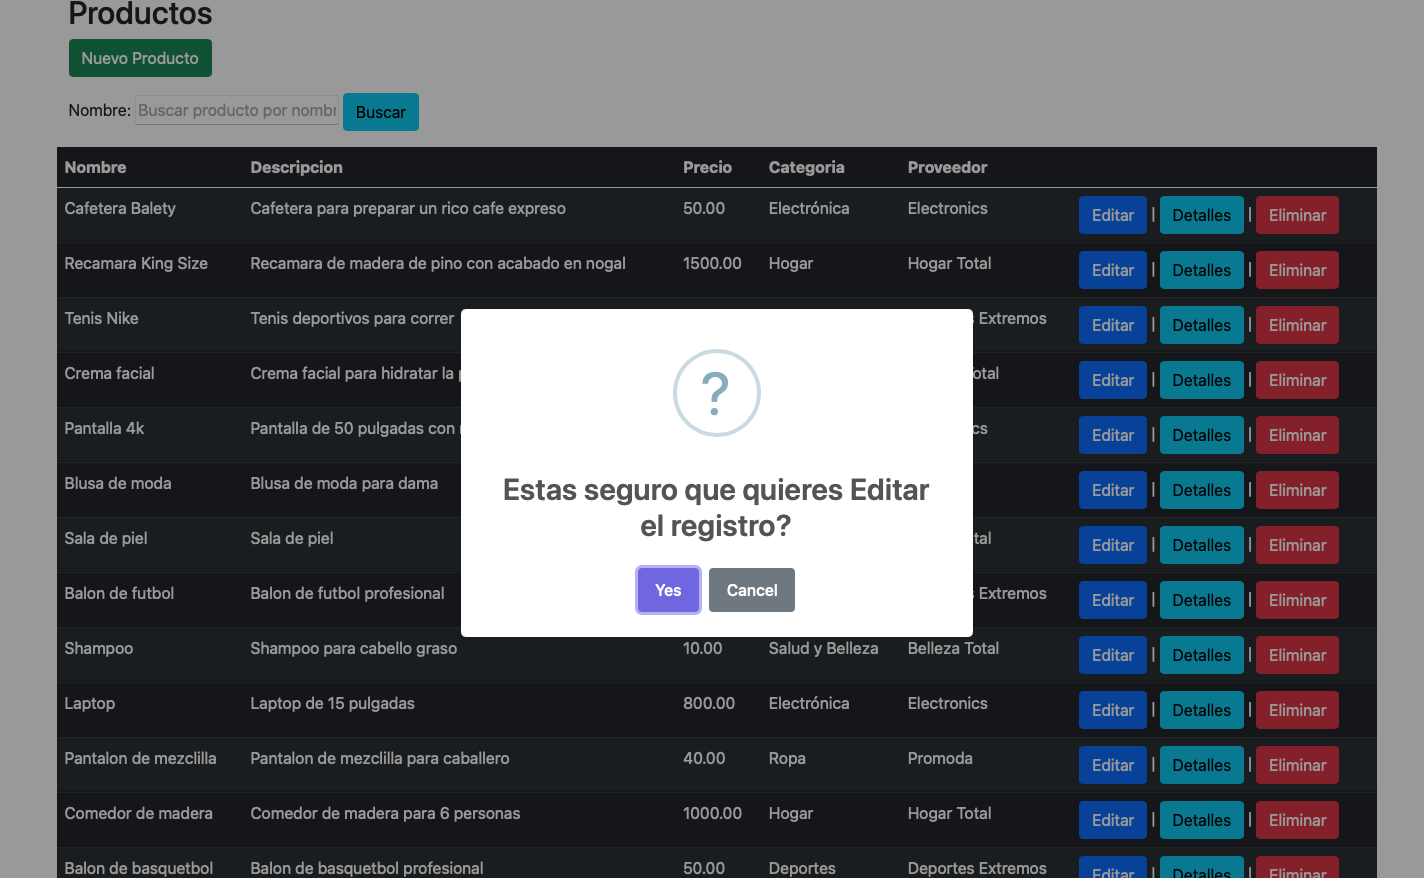 Productos
Nuevo Producto
Nombre: Buscar producto por nombr Buscar
Nombre Descripcion Precio Categoria Proveedor
Cafetera Balety Cafetera para preparar un rico cafe expreso 50.00 Electrónica Electronics Editar | Detalles | Eliminar
Recamara King Size Recamara de madera de pino con acabado en nogal 1500.00 Hogar Hogar Total Editar | Detalles | Eliminar
Tenis Nike Tenis deportivos para correr s Extremos Editar | Detalles | Eliminar
Crema facial Crema facial para hidratar la otal Editar | Detalles | Eliminar
Pantalla 4k Pantalla de 50 pulgadas con cs Editar | Detalles | Eliminar
Blusa de moda Blusa de moda para dama Editar | Detalles | Eliminar
Sala de piel Sala de piel tal Editar | Detalles | Eliminar
Balon de futbol Balon de futbol profesional s Extremos Editar | Detalles | Eliminar
?
Estas seguro que quieres Editar
el registro?
Yes Cancel
Shampoo Shampoo para cabello graso 10.00 Salud y Belleza Belleza Total Editar | Detalles | Eliminar
Laptop Laptop de 15 pulgadas 800.00 Electrónica Electronics Editar | Detalles | Eliminar
Pantalon de mezclilla Pantalon de mezclilla para caballero 40.00 Ropa Promoda Editar | Detalles | Eliminar
Comedor de madera Comedor de madera para 6 personas 1000.00 Hogar Hogar Total Editar | Detalles | Eliminar
Balon de basquetbol Balon de basquetbol profesional 50.00 Deportes Deportes Extremos Editar | Detalles | Eliminar